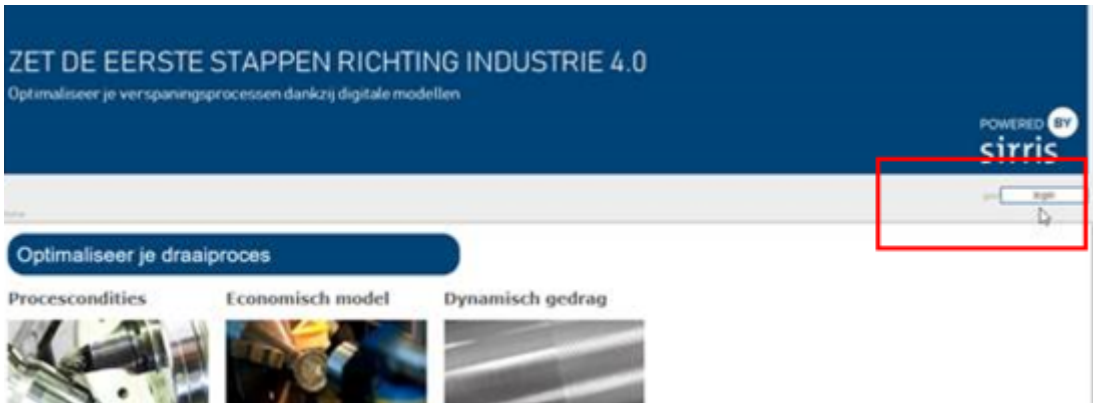 ZET DE EERSTE STAPPEN RICHTING INDUSTRIE 4.0
Optimaliseer je verspaningsprocessen dankzij digitale modellen
POWERED BY
sirris
login
Optimaliseer je draaiproces
Procescondities Economisch model Dynamisch gedrag